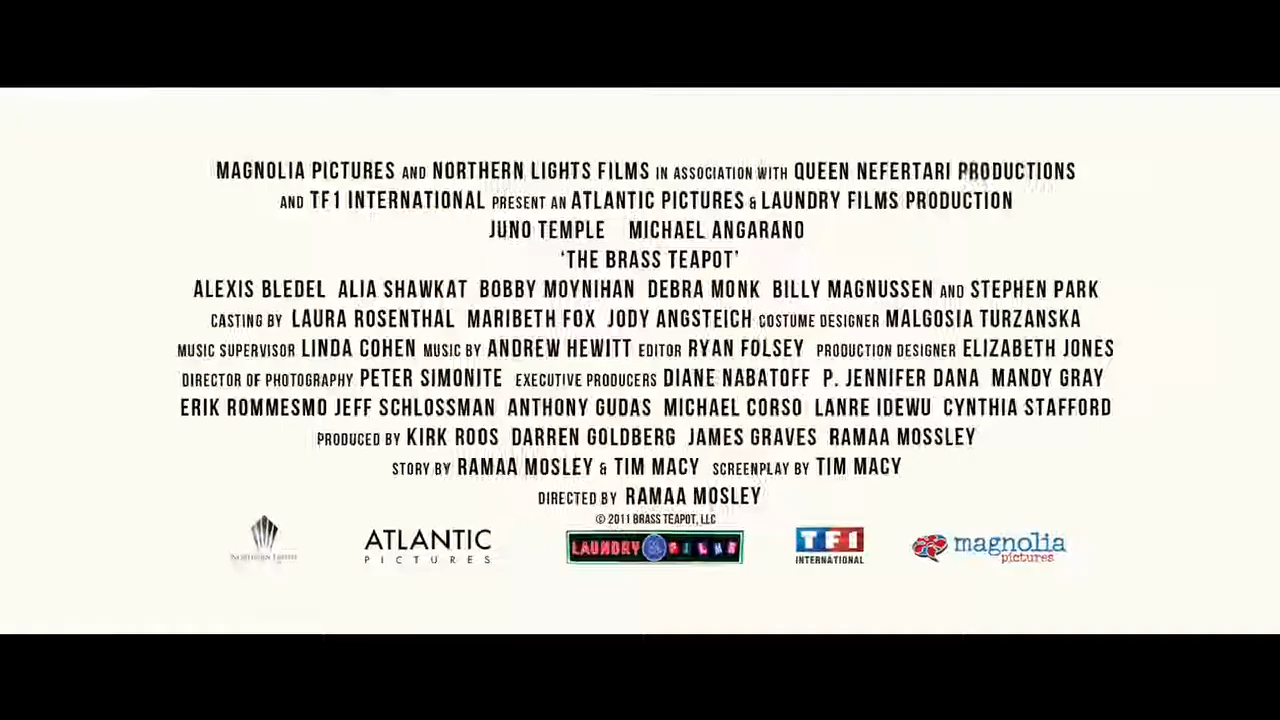 MAGNOLIA PICTURES AND NORTHERN LIGHTS FILMS IN ASSOCIATION WITH QUEEN NEFERTARI PRODUCTIONS
AND TF1 INTERNATIONAL PRESENT AN ATLANTIC PICTURES & LAUNDRY FILMS PRODUCTION
JUNO TEMPLE MICHAEL ANGARANO
'THE BRASS TEAPOT'
ALEXIS BLEDEL ALIA SHAWKAT BOBBY MOYNIHAN DEBRA MONK BILLY MAGNUSSEN AND STEPHEN PARK
CASTING BY LAURA ROSENTHAL MARIBETH FOX JODY ANGSTEICH COSTUME DESIGNER MALGOSIA TURZANSKA
MUSIC SUPERVISOR LINDA COHEN MUSIC BY ANDREW HEWITT EDITOR RYAN FOLSEY PRODUCTION DESIGNER ELIZABETH JONES
DIRECTOR OF PHOTOGRAPHY PETER SIMONITE EXECUTIVE PRODUCERS DIANE NABATOFF P. JENNIFER DANA MANDY GRAY
ERIK ROMMESMO JEFF SCHLOSSMAN ANTHONY GUDAS MICHAEL CORSO LANRE IDEWU CYNTHIA STAFFORD
PRODUCED BY KIRK ROOS DARREN GOLDBERG JAMES GRAVES RAMAA MOSSLEY
STORY BY RAMAA MOSLEY & TIM MACY SCREENPLAY BY TIM MACY
DIRECTED BY RAMAA MOSLEY
© 2011 BRASS TEAPOT, LLC
NORTHERN LIGHTS
ATLANTIC
PICTURES
LAUNDRY FILMS
TF1
INTERNATIONAL
magnolia
pictures